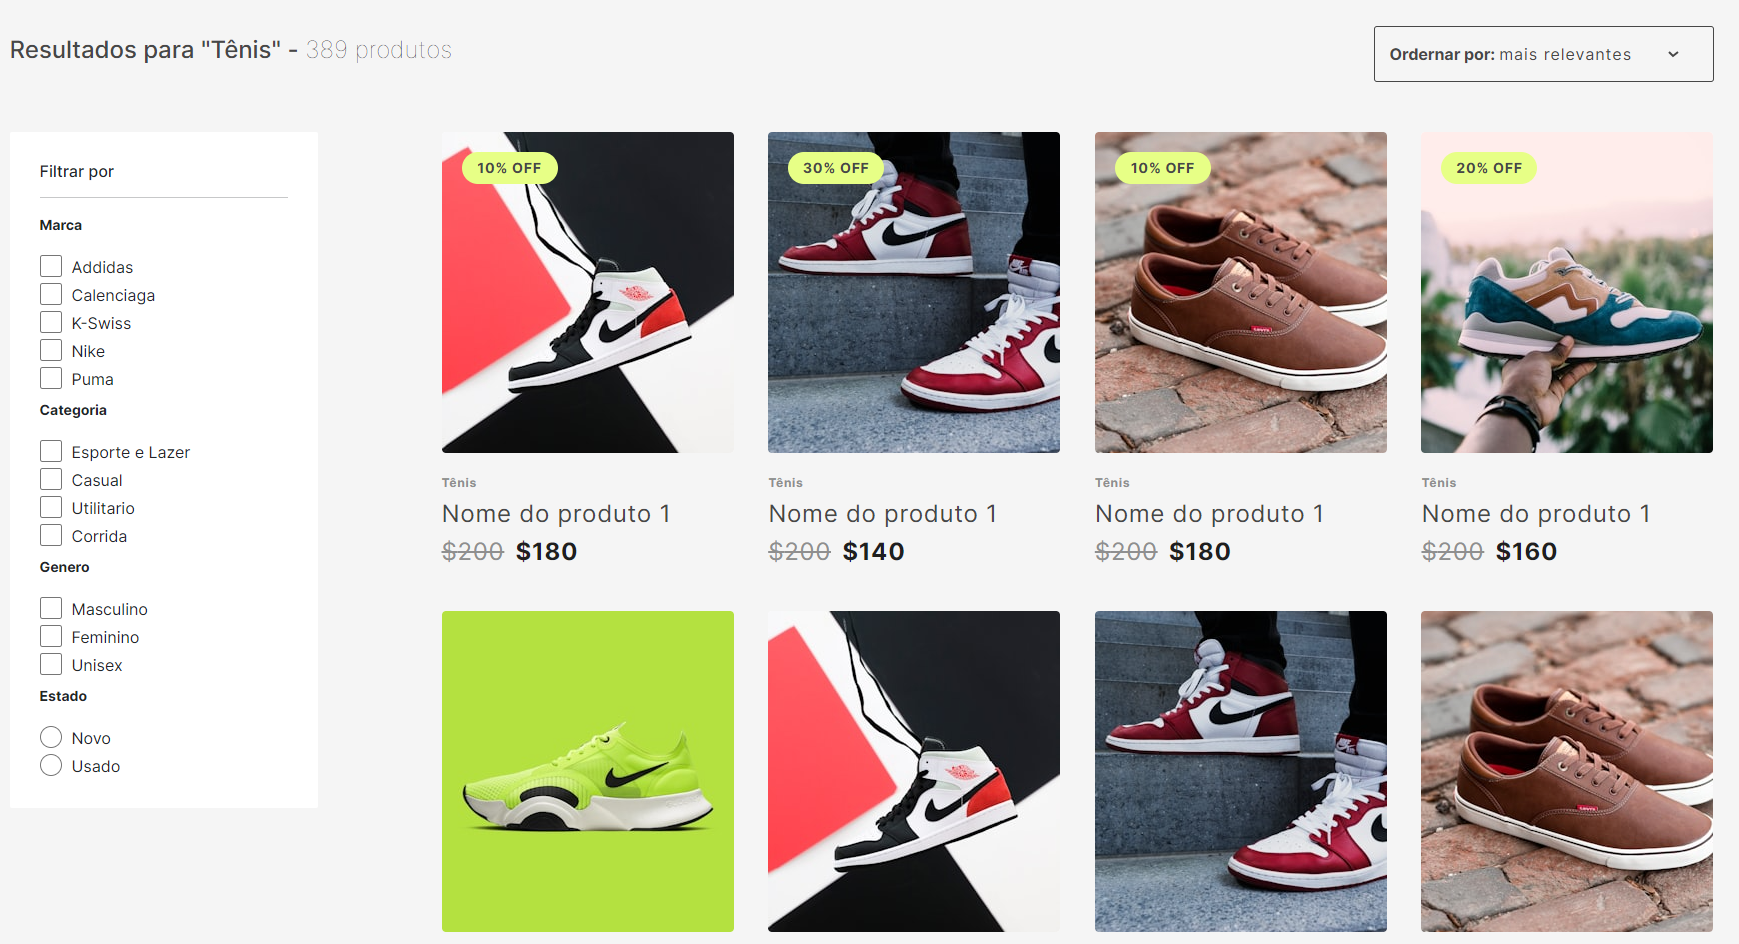 Resultados para "Tênis" - 389 produtos
Ordernar por: mais relevantes
Filtrar por
Marca
Addidas
Calenciaga
K-Swiss
Nike
Puma
Categoria
Esporte e Lazer
Casual
Utilitario
Corrida
Genero
Masculino
Feminino
Unisex
Estado
Novo
Usado
10% OFF
30% OFF
10% OFF
20% OFF
Tênis
Nome do produto 1
$200 $180
Tênis
Nome do produto 1
$200 $140
Tênis
Nome do produto 1
$200 $180
Tênis
Nome do produto 1
$200 $160